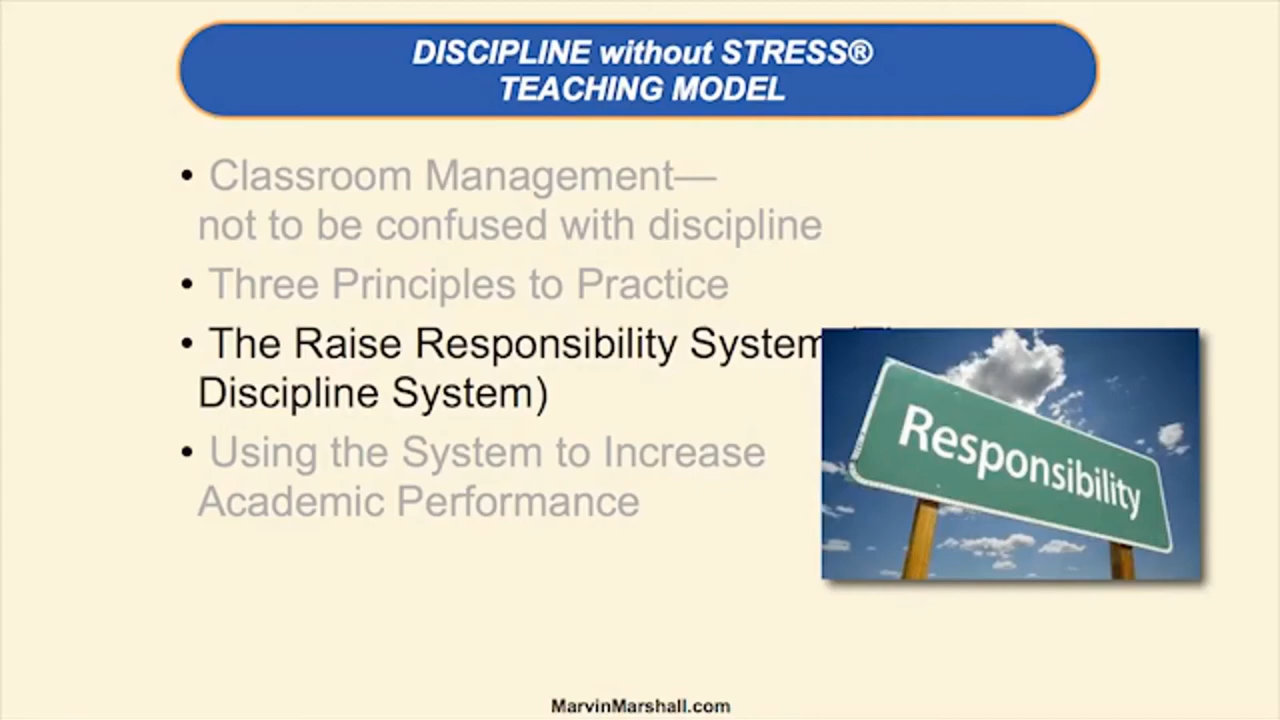 DISCIPLINE without STRESS®
TEACHING MODEL
• Classroom Management—
not to be confused with discipline
• Three Principles to Practice
• The Raise Responsibility System
Discipline System)
• Using the System to Increase
Academic Performance
Responsibility
MarvinMarshall.com